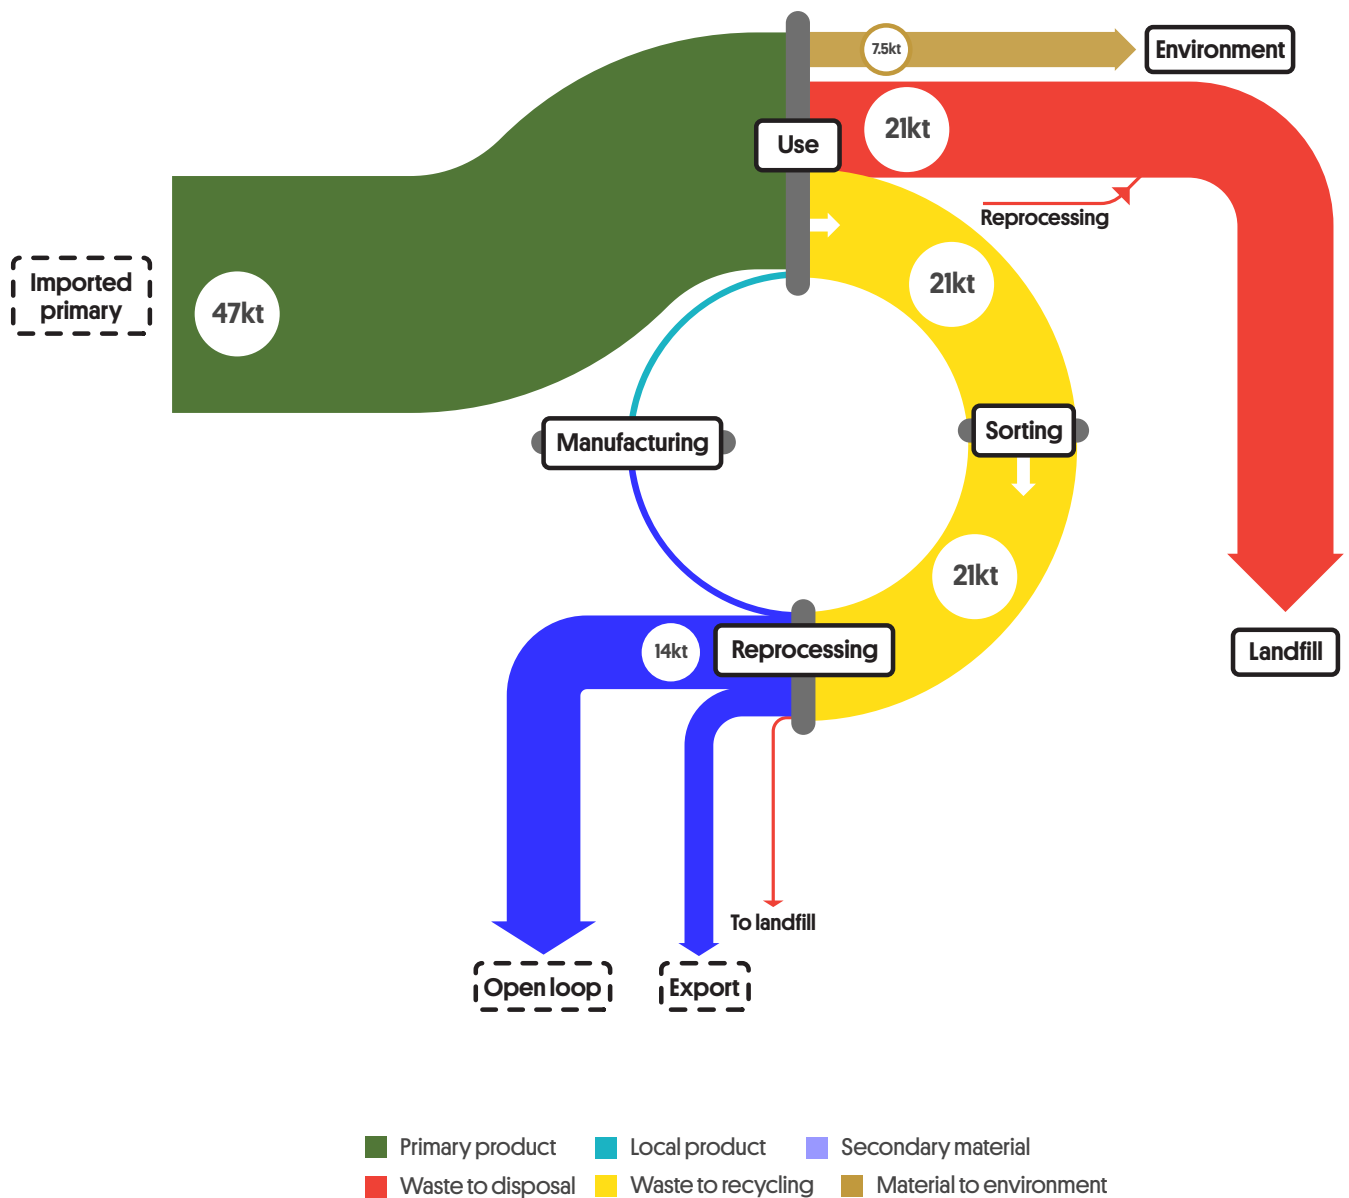 7.5kt
Environment
21kt
Use
Reprocessing
Imported
primary
47kt
21kt
Manufacturing
Sorting
21kt
14kt
Reprocessing
Landfill
To landfill
Open loop
Export
Primary product
Local product
Secondary material
Waste to disposal
Waste to recycling
Material to environment